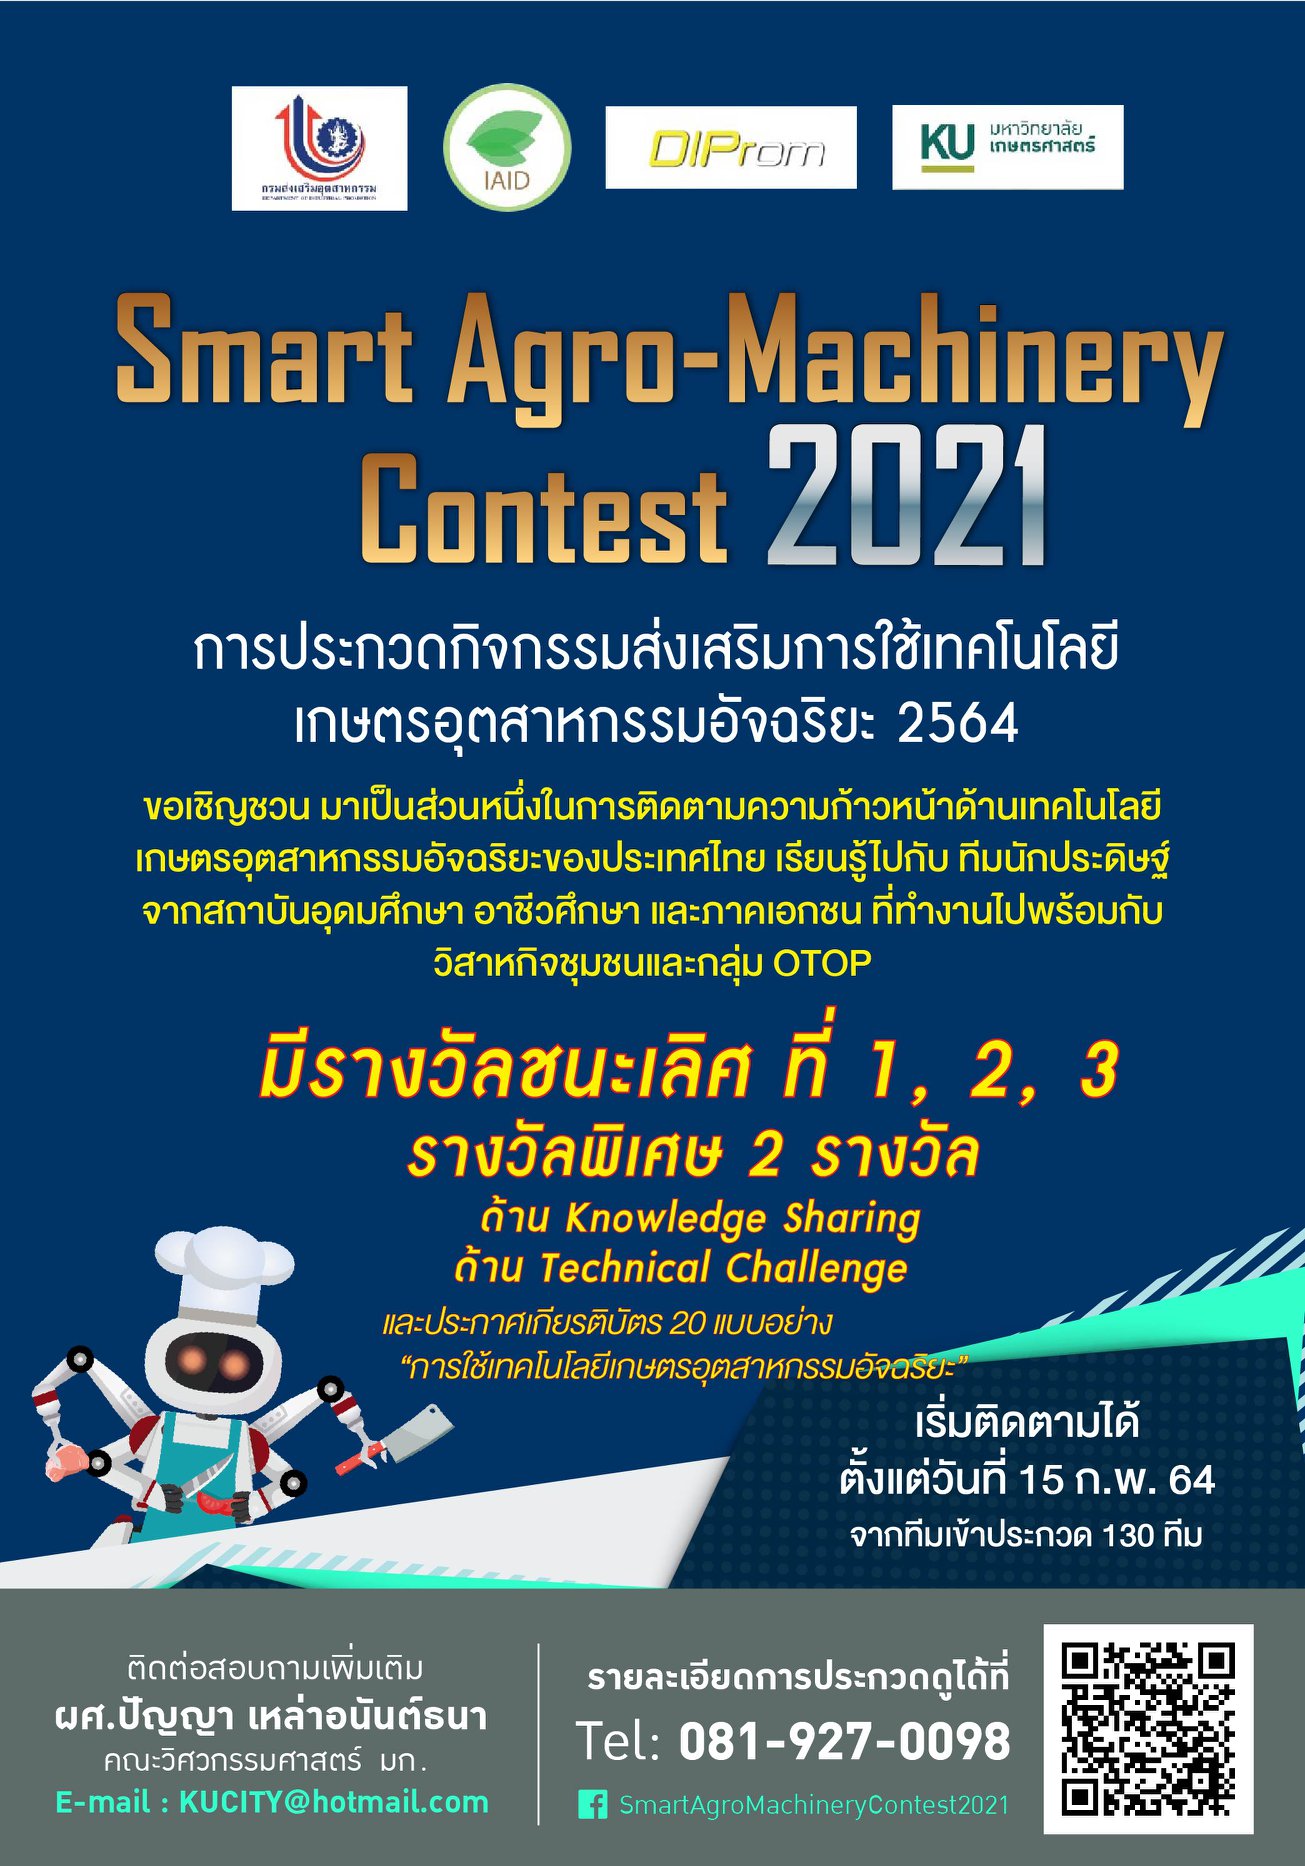 กรมส่งเสริมอุตสาหกรรม
DEPARTMENT OF INDUSTRIAL PROMOTION
IAID
DIProm
KU
มหาวิทยาลัย
เกษตรศาสตร์
Smart Agro-Machinery
Contest 2021
การประกวดกิจกรรมส่งเสริมการใช้เทคโนโลยี
เกษตรอุตสาหกรรมอัจฉริยะ 2564
ขอเชิญชวน มาเป็นส่วนหนึ่งในการติดตามความก้าวหน้าด้านเทคโนโลยี
เกษตรอุตสาหกรรมอัจฉริยะของประเทศไทย เรียนรู้ไปกับ ทีมนักประดิษฐ์
จากสถาบันอุดมศึกษา อาชีวศึกษา และภาคเอกชน ที่ทำงานไปพร้อมกับ
วิสาหกิจชุมชนและกลุ่ม OTOP
มีรางวัลชนะเลิศ ที่ 1, 2, 3
รางวัลพิเศษ 2 รางวัล
ด้าน Knowledge Sharing
ด้าน Technical Challenge
และประกาศเกียรติบัตร 20 แบบอย่าง
“การใช้เทคโนโลยีเกษตรอุตสาหกรรมอัจฉริยะ”
เริ่มติดตามได้
ตั้งแต่วันที่ 15 ก.พ. 64
จากทีมเข้าประกวด 130 ทีม
ติดต่อสอบถามเพิ่มเติม
ผศ.ปัญญา เหล่าอนันต์ธนา
คณะวิศวกรรมศาสตร์ มก.
E-mail : KUCITY@hotmail.com
รายละเอียดการประกวดดูได้ที่
Tel: 081-927-0098
SmartAgroMachineryContest2021